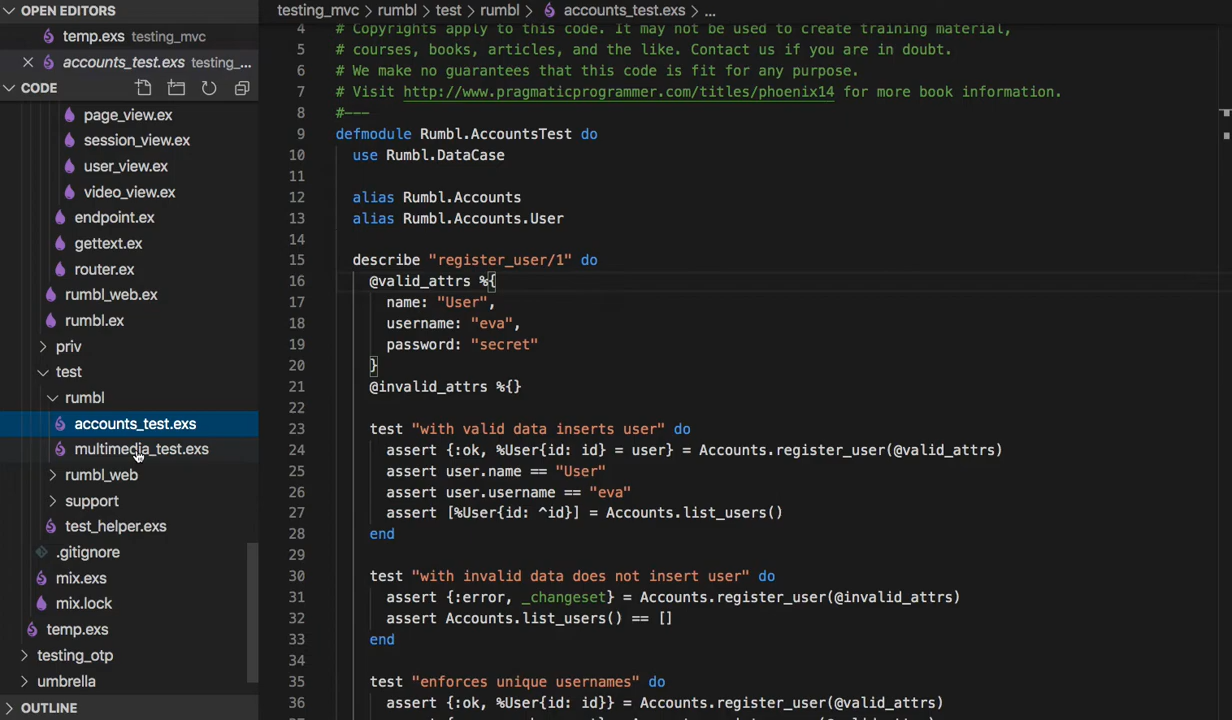 OPEN EDITORS
temp.exs testing_mvc
accounts_test.exs testing_...
CODE
page_view.ex
session_view.ex
user_view.ex
video_view.ex
endpoint.ex
gettext.ex
router.ex
rumbl_web.ex
rumbl.ex
priv
test
rumbl
accounts_test.exs
multimedia_test.exs
rumbl_web
support
test_helper.exs
.gitignore
mix.exs
mix.lock
temp.exs
testing_otp
umbrella
OUTLINE
testing_mvc > rumbl > test > rumbl > accounts_test.exs > ...
4 # Copyrights apply to this code. It may not be used to create training material,
5 # courses, books, articles, and the like. Contact us if you are in doubt.
6 # We make no guarantees that this code is fit for any purpose.
7 # Visit http://www.pragmaticprogrammer.com/titles/phoenix14 for more book information.
8 #---
9 defmodule Rumbl.AccountsTest do
10 use Rumbl.DataCase
11
12 alias Rumbl.Accounts
13 alias Rumbl.Accounts.User
14
15 describe "register_user/1" do
16 @valid_attrs %{
17 name: "User",
18 username: "eva",
19 password: "secret"
20 }
21 @invalid_attrs %{}
22
23 test "with valid data inserts user" do
24 assert {:ok, %User{id: id} = user} = Accounts.register_user(@valid_attrs)
25 assert user.name == "User"
26 assert user.username == "eva"
27 assert [%User{id: ^id}] = Accounts.list_users()
28 end
29
30 test "with invalid data does not insert user" do
31 assert {:error, _changeset} = Accounts.register_user(@invalid_attrs)
32 assert Accounts.list_users() == []
33 end
34
35 test "enforces unique usernames" do
36 assert {:ok, %User{id: id}} = Accounts.register_user(@valid_attrs)